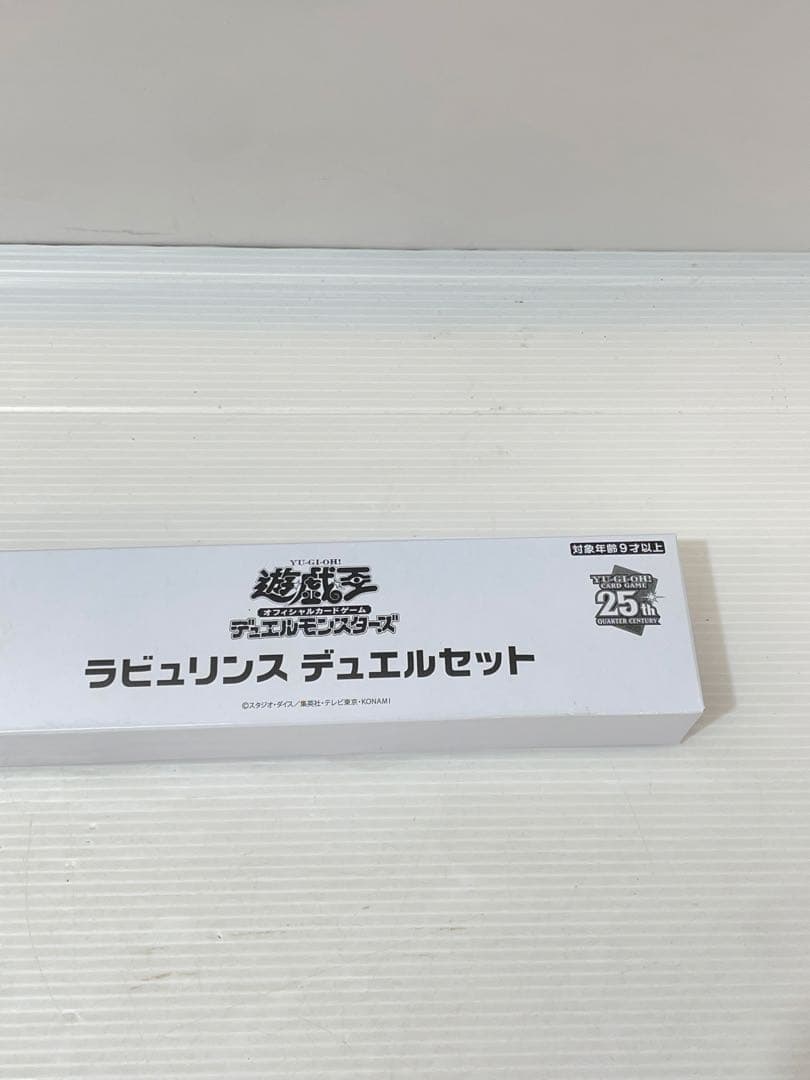 対象年齢9才以上
YU-GI-OH!
遊戯王
オフィシャルカードゲーム
デュエルモンスターズ
YU-GI-OH!
CARD GAME
25th
QUARTER CENTURY
ラビュリンス デュエルセット
©スタジオ・ダイス/集英社・テレビ東京・KONAMI